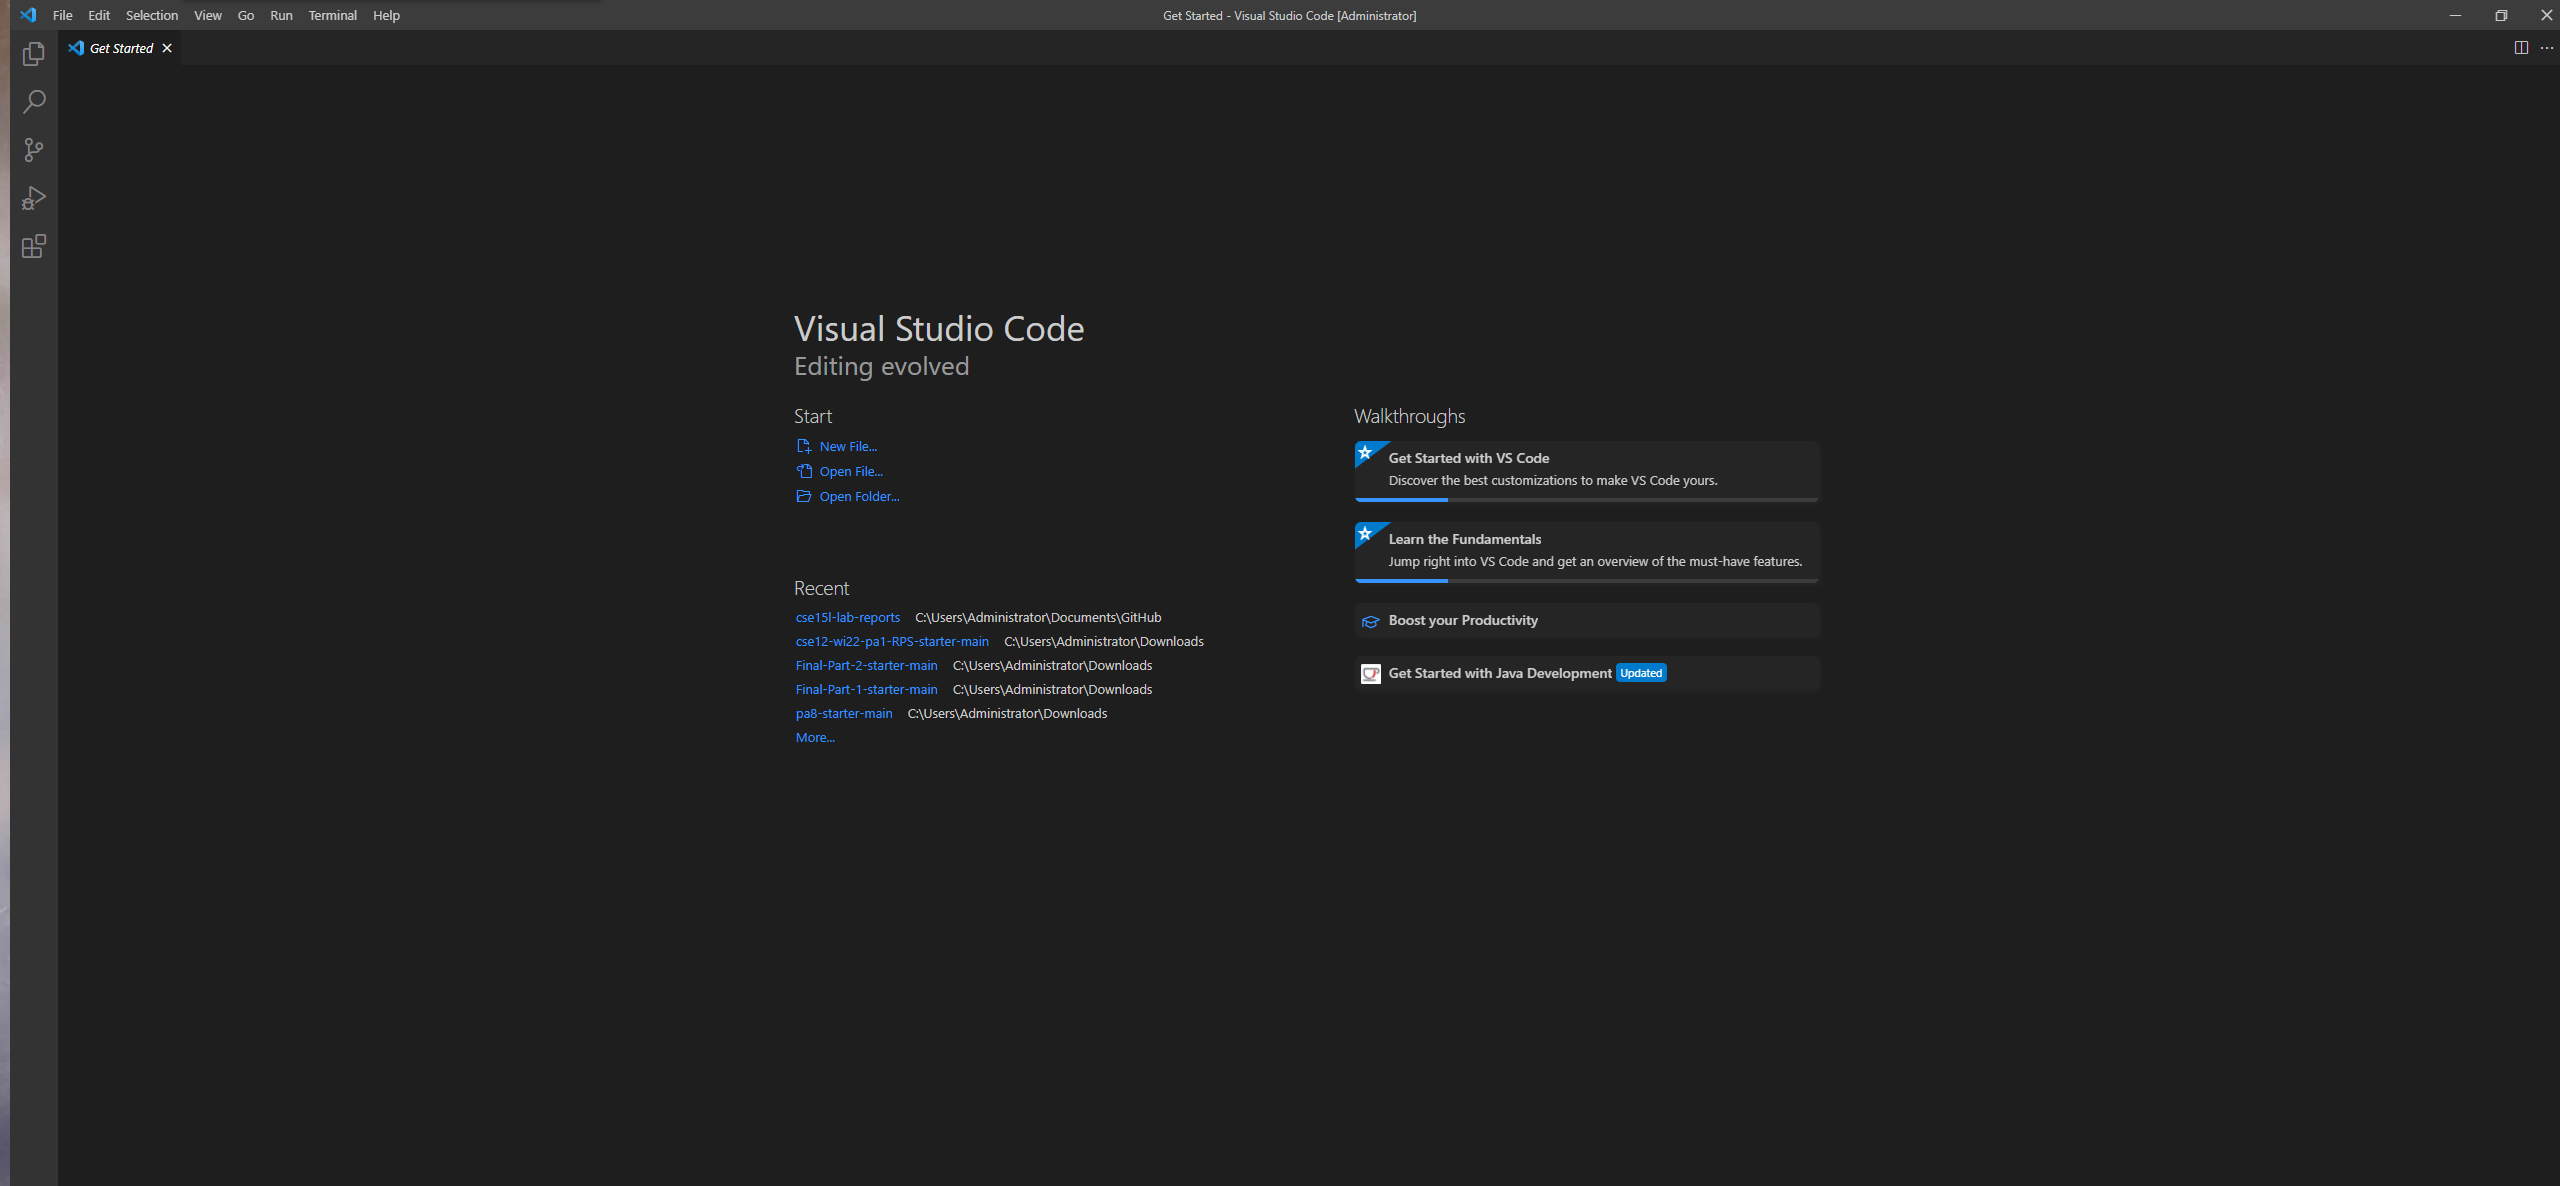 File Edit Selection View Go Run Terminal Help
Get Started - Visual Studio Code [Administrator]
Get Started
Visual Studio Code
Editing evolved
Start
New File...
Open File...
Open Folder...
Recent
cse15l-lab-reports C:\Users\Administrator\Documents\GitHub
cse12-wi22-pa1-RPS-starter-main C:\Users\Administrator\Downloads
Final-Part-2-starter-main C:\Users\Administrator\Downloads
Final-Part-1-starter-main C:\Users\Administrator\Downloads
pa8-starter-main C:\Users\Administrator\Downloads
More...
Walkthroughs
Get Started with VS Code
Discover the best customizations to make VS Code yours.
Learn the Fundamentals
Jump right into VS Code and get an overview of the must-have features.
Boost your Productivity
Get Started with Java Development Updated